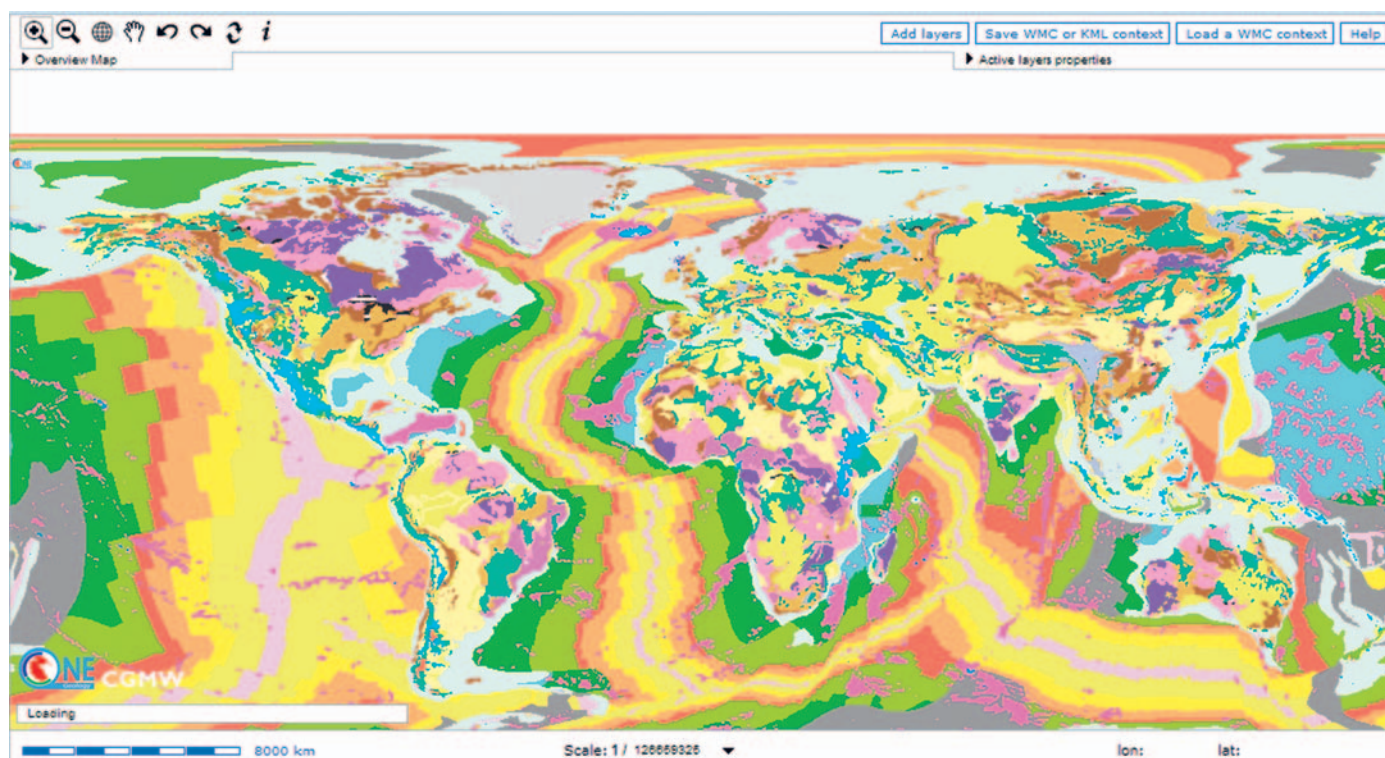 Add layers Save WMC or KML context Load a WMC context Help
Overview Map Active layers properties
ONE
CGMW
Loading
8000 km Scale: 1 / 126659326 lon: lat: